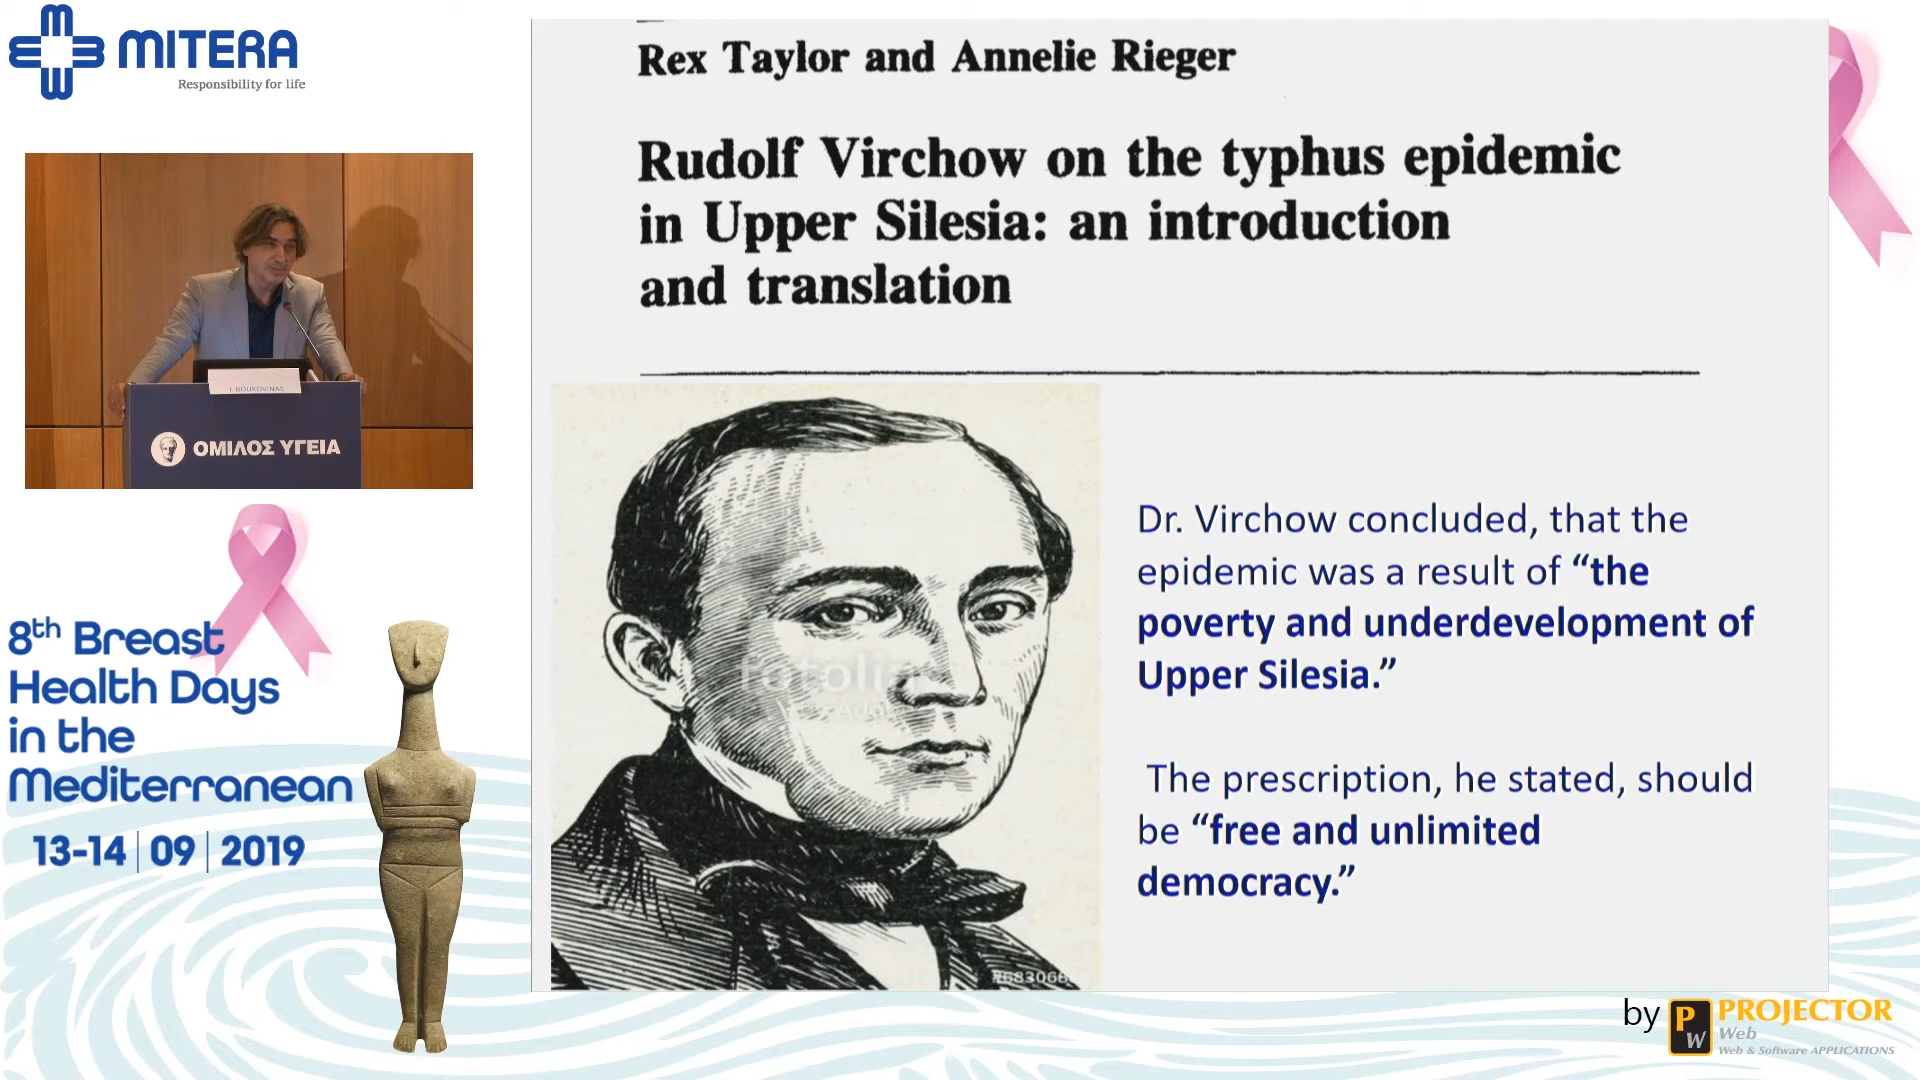 MITERA
Responsibility for life
Rex Taylor and Annelie Rieger
Rudolf Virchow on the typhus epidemic
in Upper Silesia: an introduction
and translation
I. BOUKOVINAS
ΟΜΙΛΟΣ ΥΓΕΙΑ
Dr. Virchow concluded, that the
epidemic was a result of “the
poverty and underdevelopment of
Upper Silesia.”
The prescription, he stated, should
be “free and unlimited
democracy.”
fotolia
8th Breast
Health Days
in the
Mediterranean
13-14 | 09 | 2019
by PW PROJECTOR
Web
Web & Software APPLICATIONS